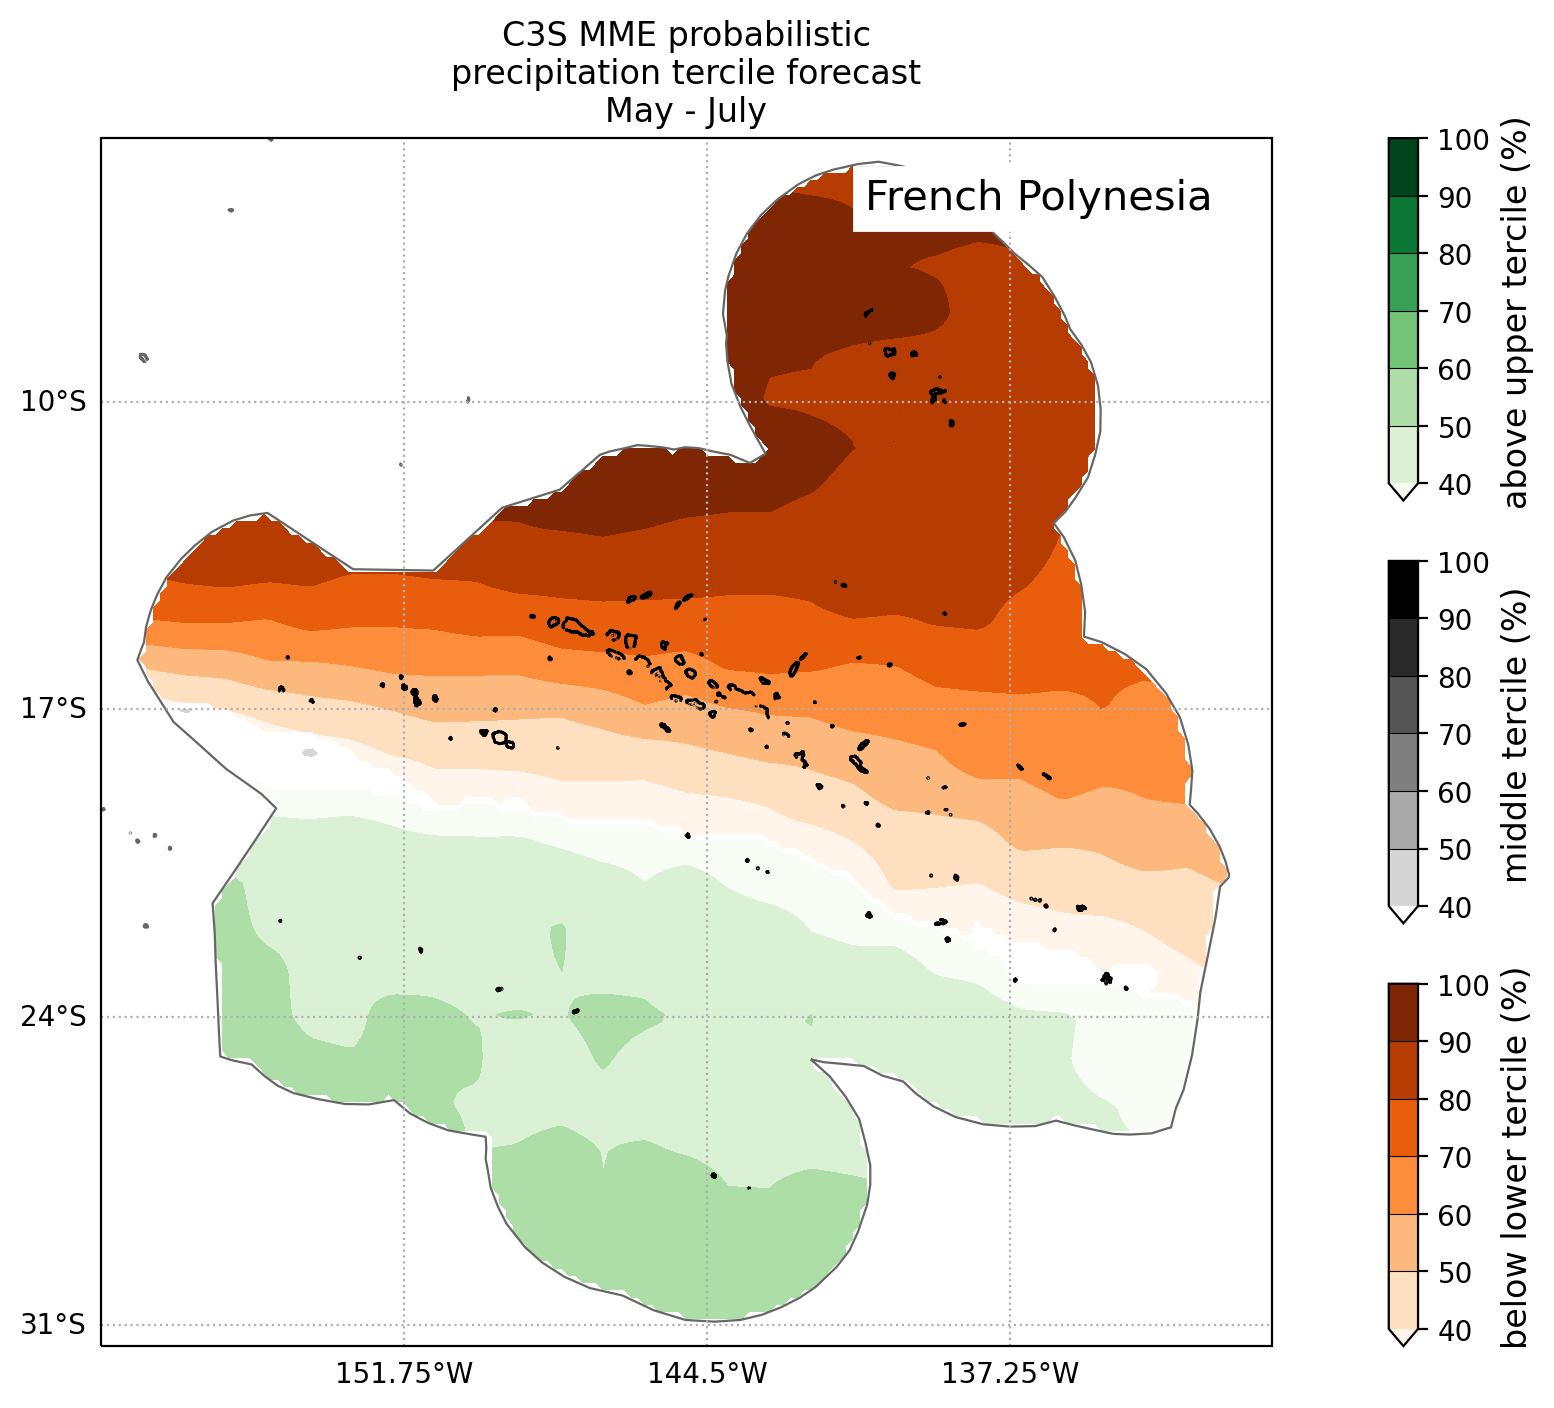 C3S MME probabilistic
precipitation tercile forecast
May - July
French Polynesia
10°S
17°S
24°S
31°S
151.75°W
144.5°W
137.25°W
100
90
80
70
60
50
40
above upper tercile (%)
100
90
80
70
60
50
40
middle tercile (%)
100
90
80
70
60
50
40
below lower tercile (%)